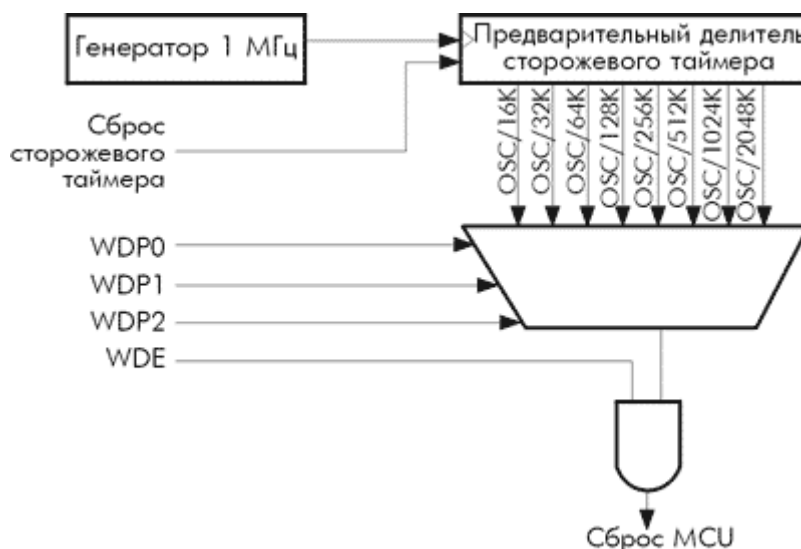 Генератор 1 МГц
Предварительный делитель
сторожевого таймера
Сброс
сторожевого
таймера
OSC/16K
OSC/32K
OSC/64K
OSC/128K
OSC/256K
OSC/512K
OSC/1024K
OSC/2048K
WDP0
WDP1
WDP2
WDE
Сброс MCU